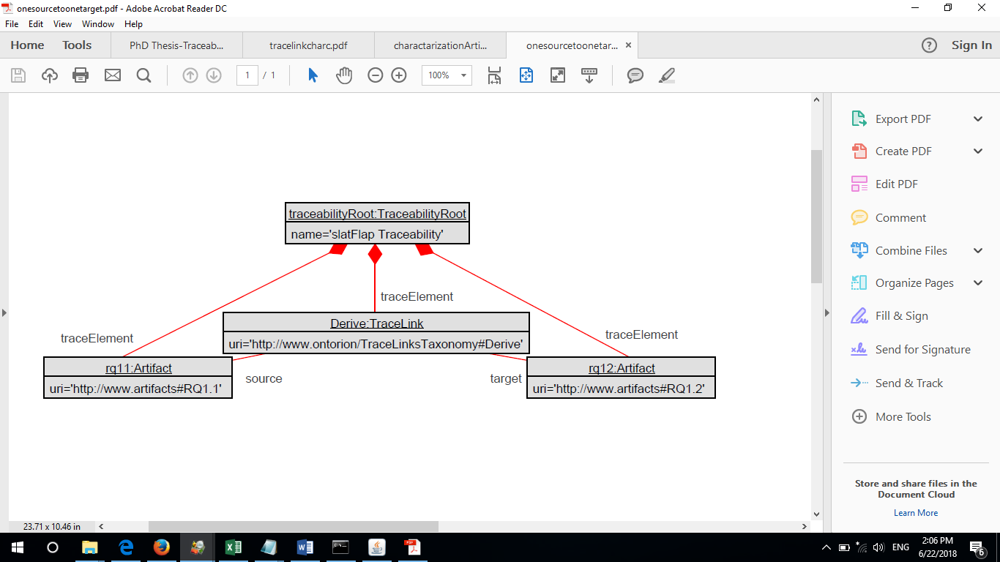 onesourcetoonetarget.pdf - Adobe Acrobat Reader DC
File Edit View Window Help
Home Tools PhD Thesis-Traceab... tracelinkcharc.pdf charactarizationArti... onesourcetoonetar... Sign In
1 / 1 100%
traceabilityRoot:TraceabilityRoot
name='slatFlap Traceability'
traceElement
Derive:TraceLink
uri='http://www.ontorion/TraceLinksTaxonomy#Derive'
traceElement
traceElement
rq11:Artifact
uri='http://www.artifacts#RQ1.1'
source
target
rq12:Artifact
uri='http://www.artifacts#RQ1.2'
Export PDF
Create PDF
Edit PDF
Comment
Combine Files
Organize Pages
Fill & Sign
Send for Signature
Send & Track
More Tools
Store and share files in the
Document Cloud
Learn More
23.71 x 10.46 in
ENG
2:06 PM
6/22/2018
6